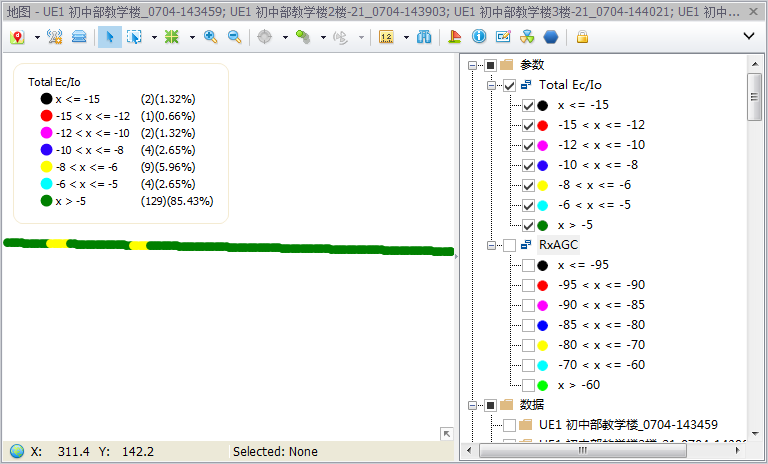 地图 - UE1 初中部教学楼_0704-143459; UE1 初中部教学楼2楼-21_0704-143903; UE1 初中部教学楼3楼-21_0704-144021; UE1 初中...
Total Ec/Io
x <= -15 (2)(1.32%)
-15 < x <= -12 (1)(0.66%)
-12 < x <= -10 (2)(1.32%)
-10 < x <= -8 (4)(2.65%)
-8 < x <= -6 (9)(5.96%)
-6 < x <= -5 (4)(2.65%)
x > -5 (129)(85.43%)
参数
Total Ec/Io
x <= -15
-15 < x <= -12
-12 < x <= -10
-10 < x <= -8
-8 < x <= -6
-6 < x <= -5
x > -5
RxAGC
x <= -95
-95 < x <= -90
-90 < x <= -85
-85 < x <= -80
-80 < x <= -70
-70 < x <= -60
x > -60
数据
UE1 初中部教学楼_0704-143459
X: 311.4 Y: 142.2 Selected: None